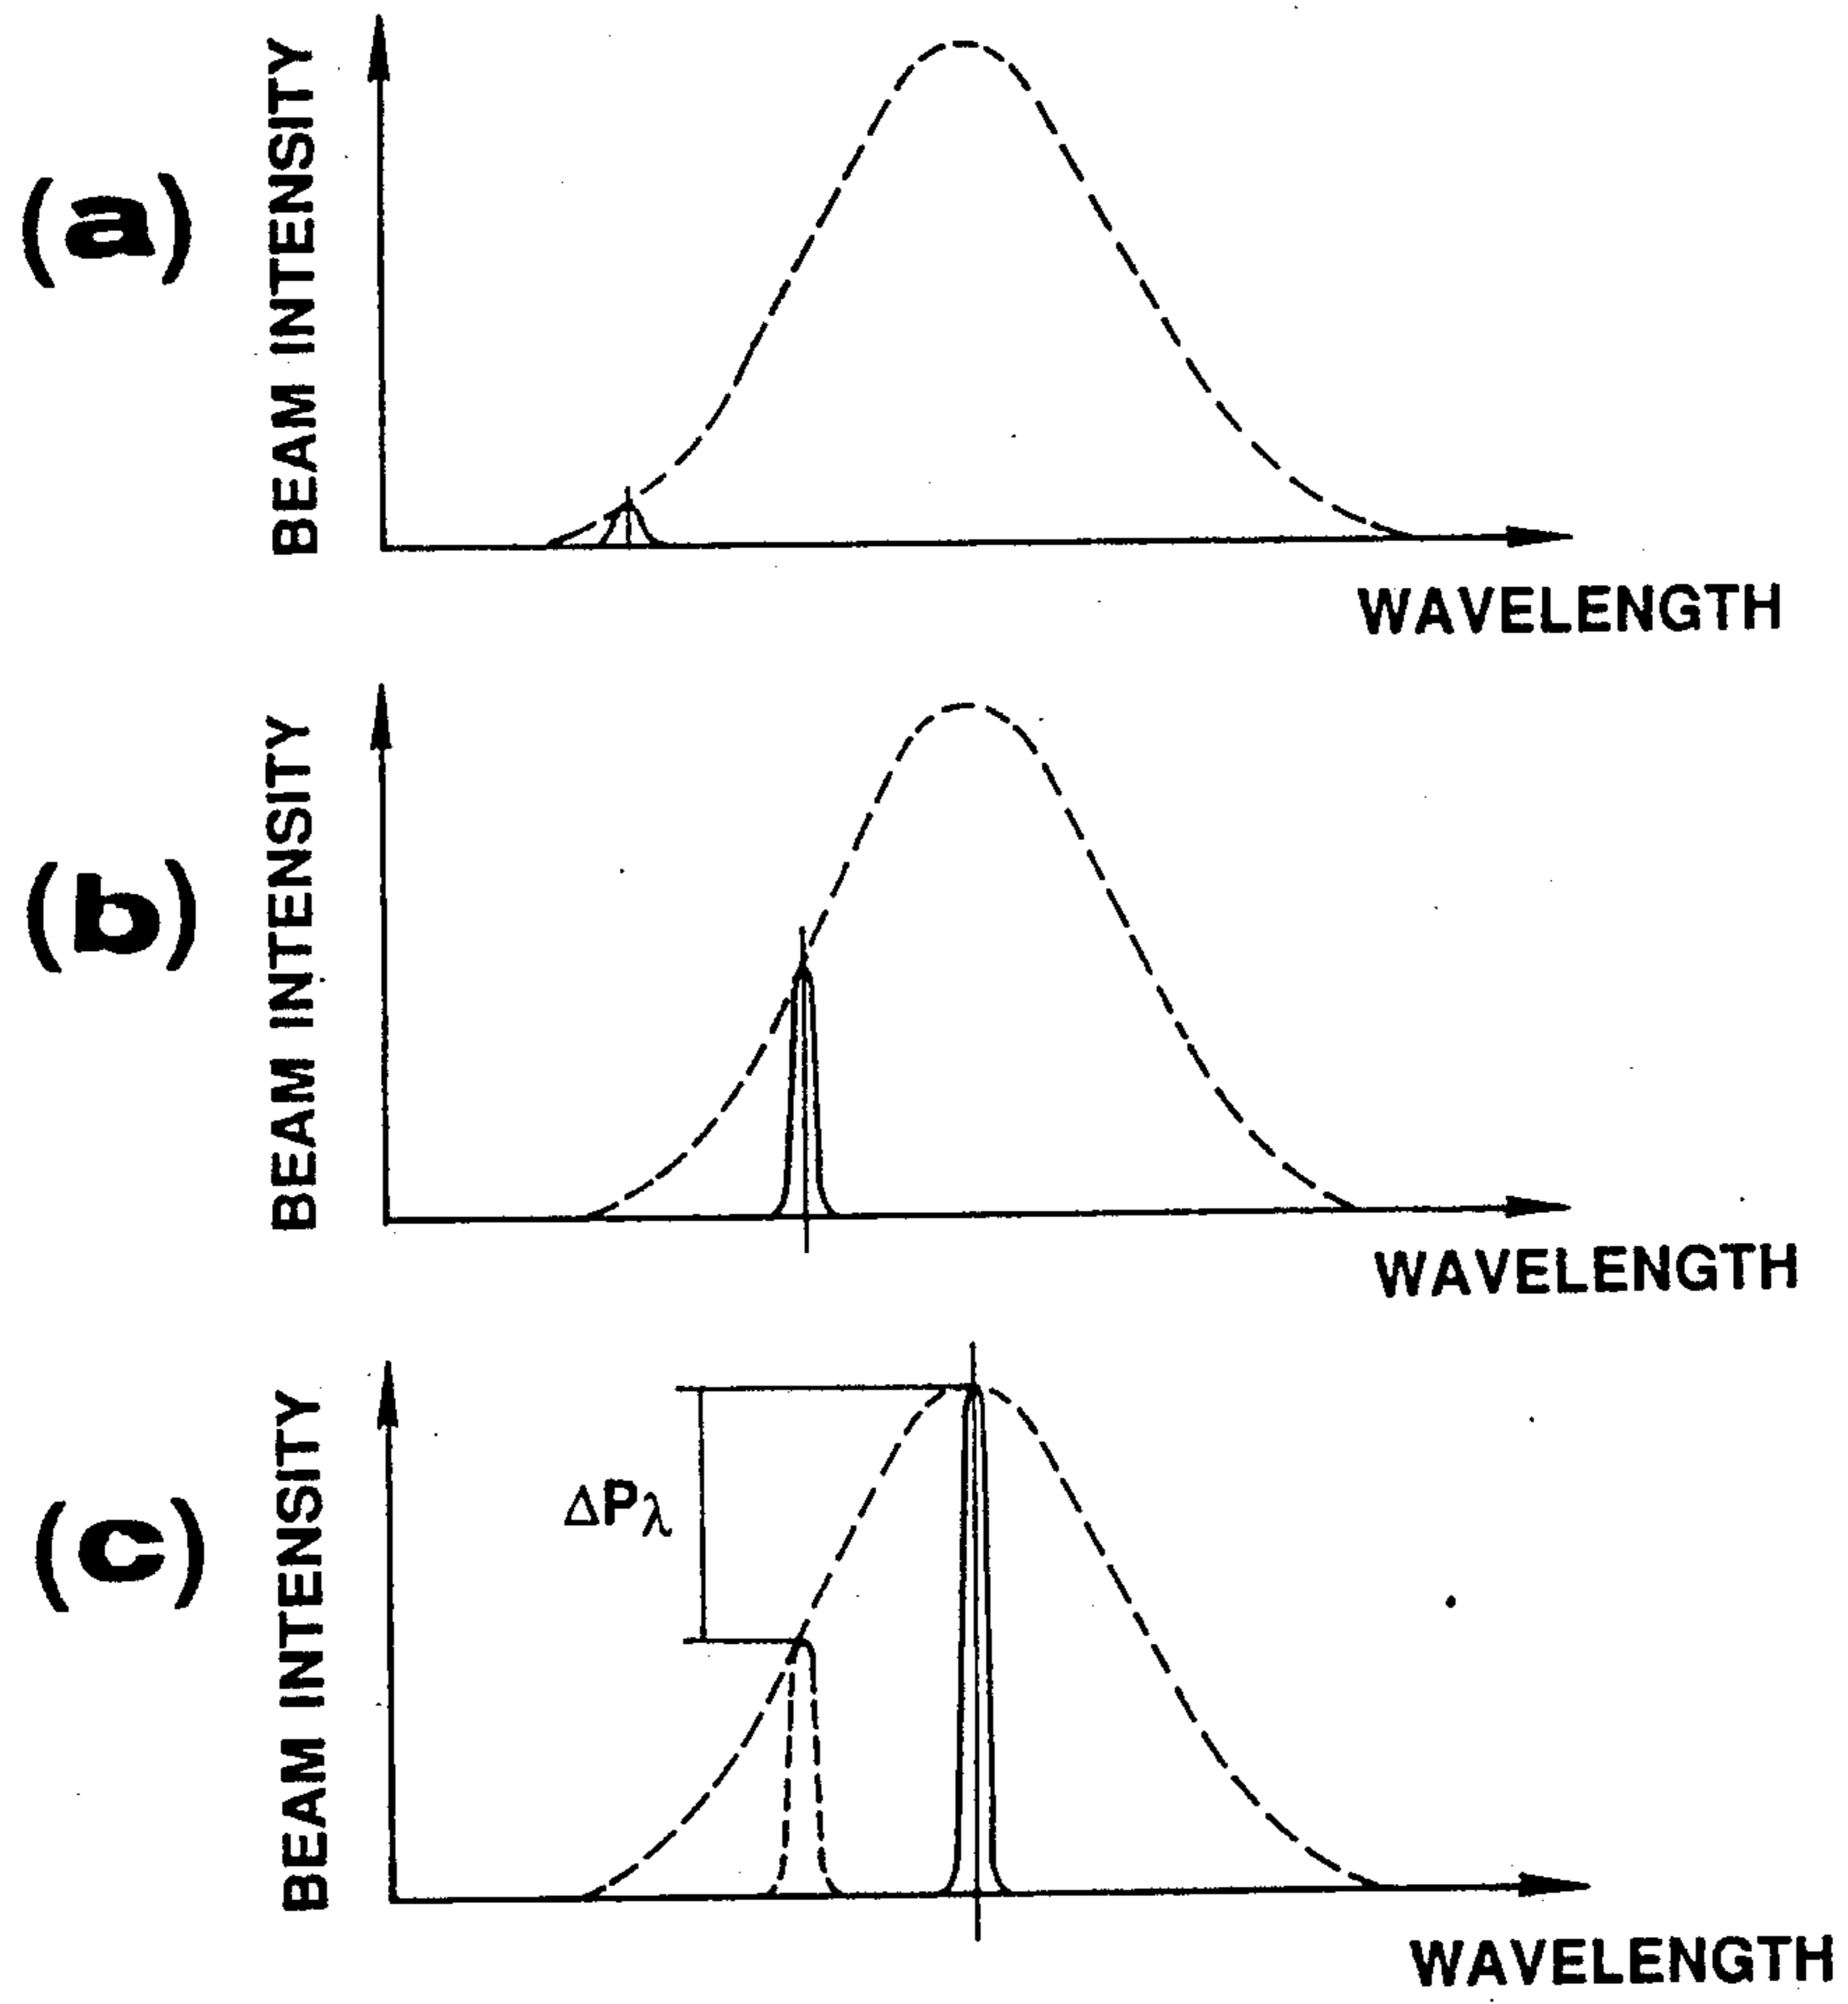 (a)
BEAM INTENSITY
WAVELENGTH
(b)
BEAM INTENSITY
WAVELENGTH
(c)
BEAM INTENSITY
ΔPλ
WAVELENGTH